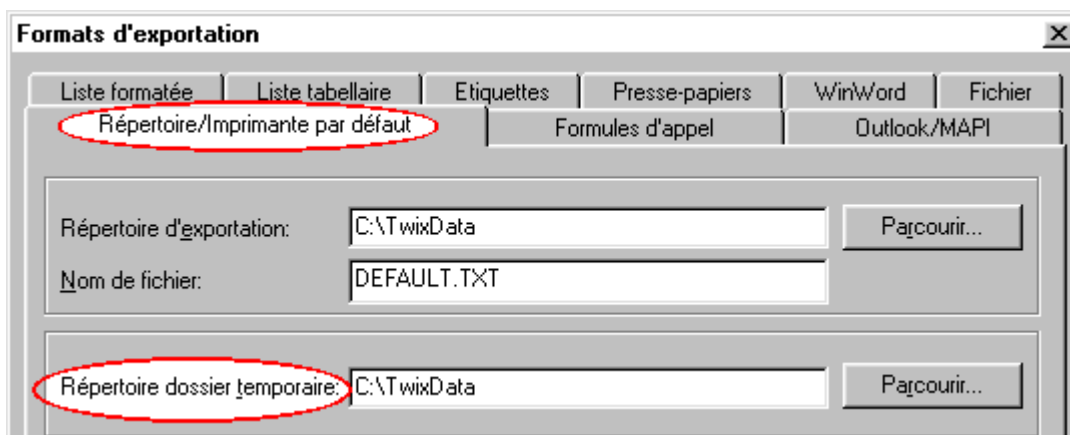 Formats d'exportation
Liste formatée Liste tabellaire Etiquettes Presse-papiers WinWord Fichier
Répertoire/Imprimante par défaut Formules d'appel Outlook/MAPI
Répertoire d'exportation: C:\TwixData Parcourir...
Nom de fichier: DEFAULT.TXT
Répertoire dossier temporaire: C:\TwixData Parcourir...